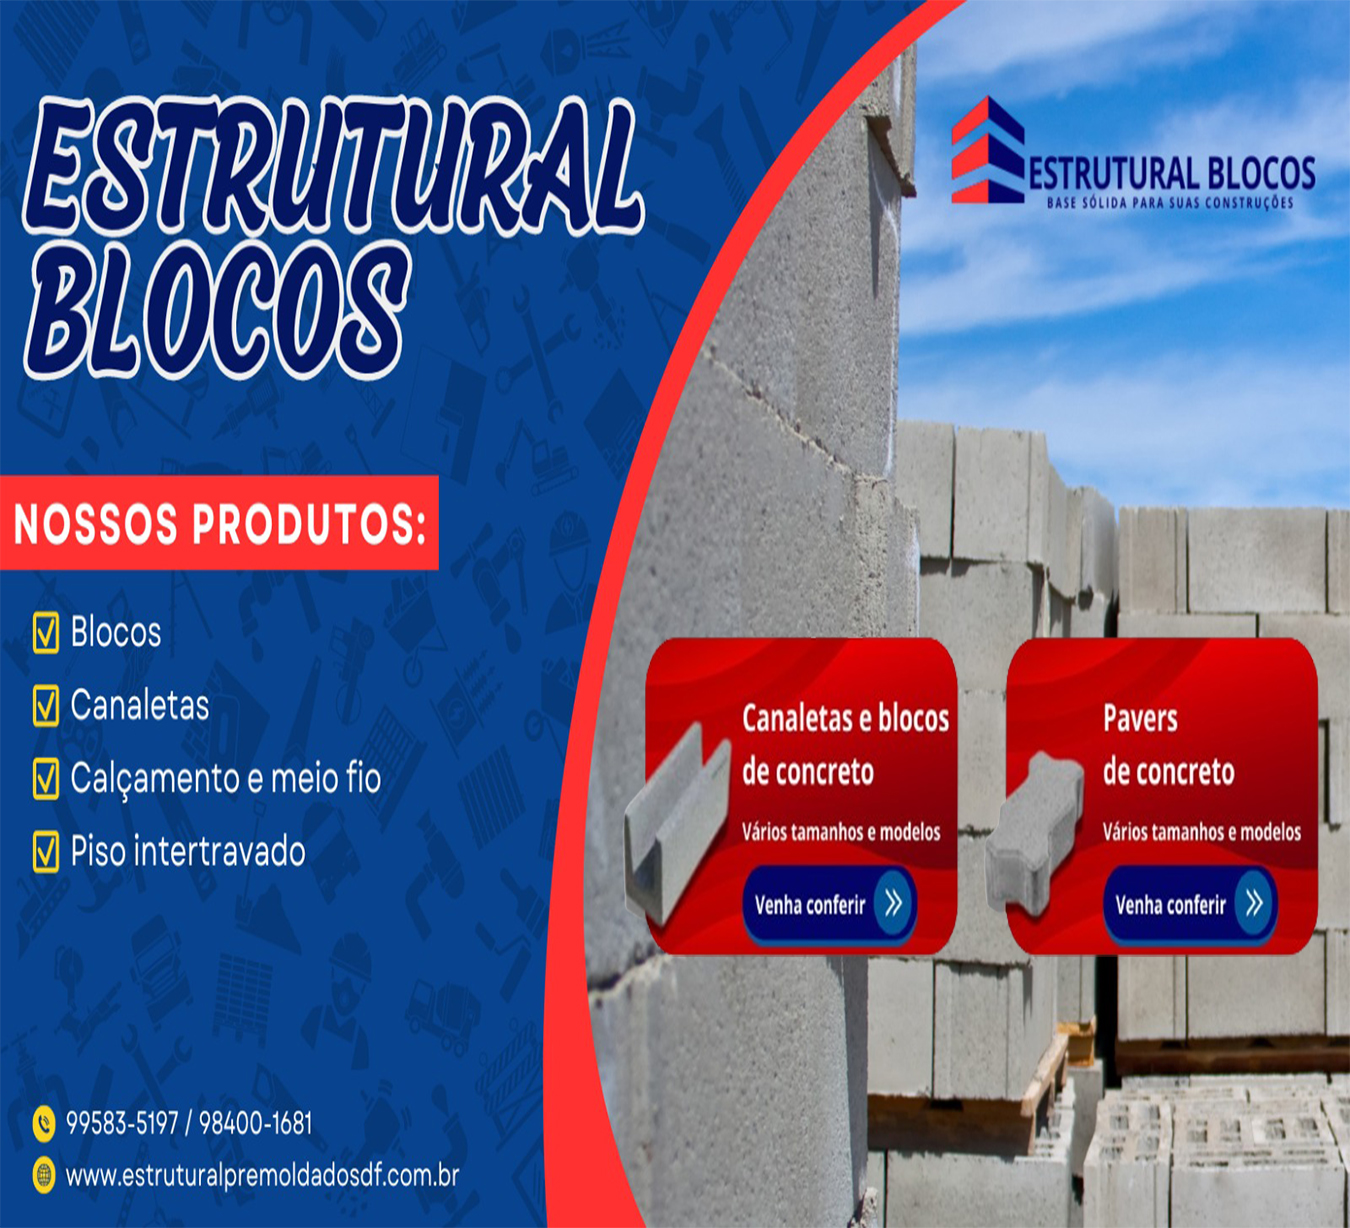 ESTRUTURAL
BLOCOS
ESTRUTURAL BLOCOS
BASE SÓLIDA PARA SUAS CONSTRUÇÕES
NOSSOS PRODUTOS:
Blocos
Canaletas
Calçamento e meio fio
Piso intertravado
Canaletas e blocos
de concreto
Vários tamanhos e modelos
Venha conferir
Pavers
de concreto
Vários tamanhos e modelos
Venha conferir
99583-5197 / 98400-1681
www.estruturalpremoldadosdf.com.br